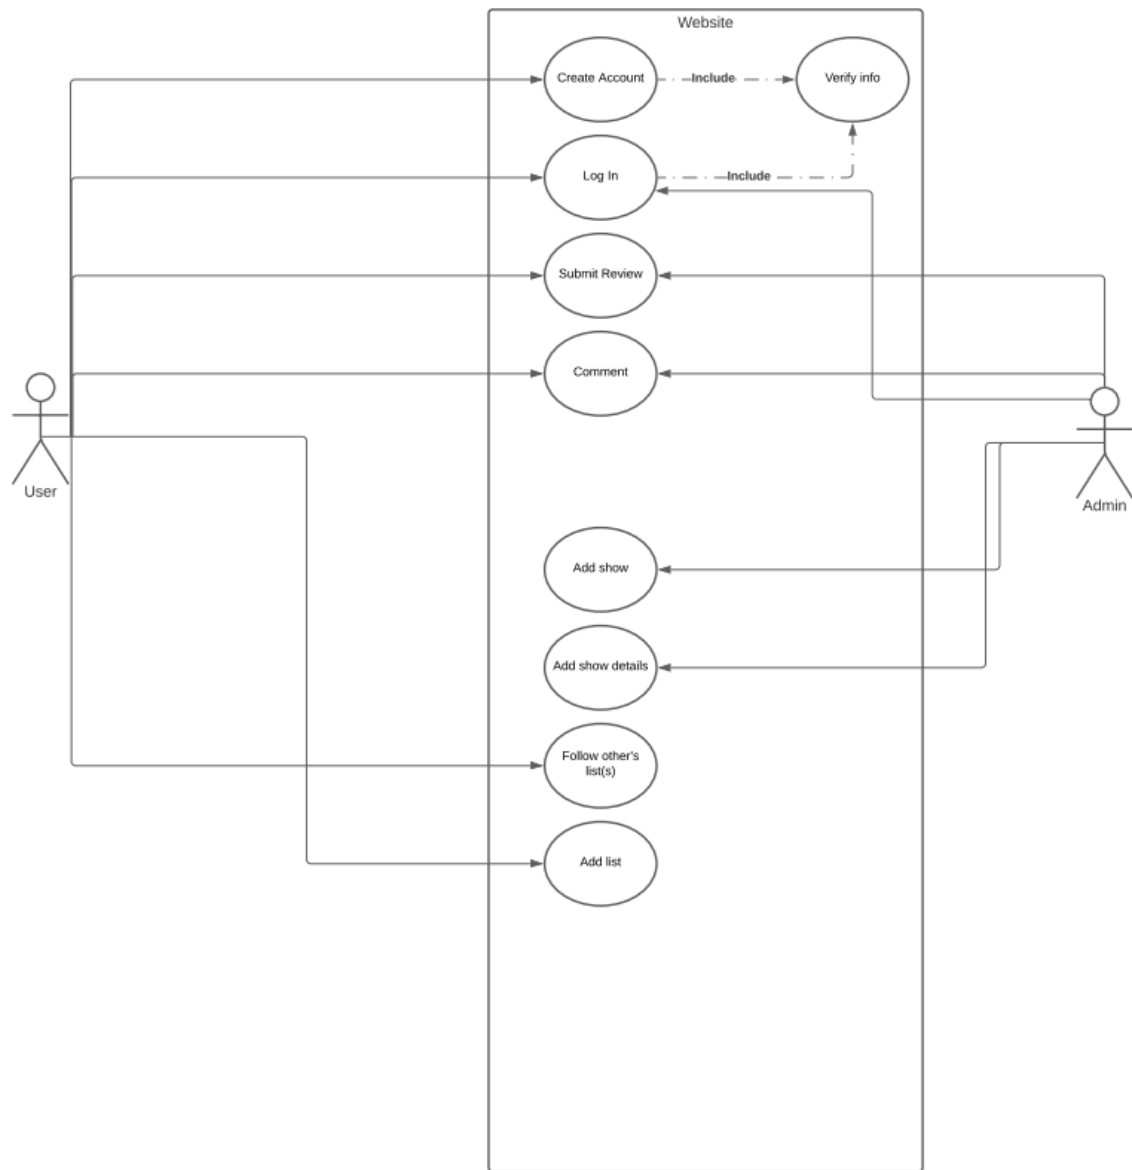 Website
Create Account
Include
Verify info
Log In
Include
Submit Review
Comment
User
Admin
Add show
Add show details
Follow other's
list(s)
Add list